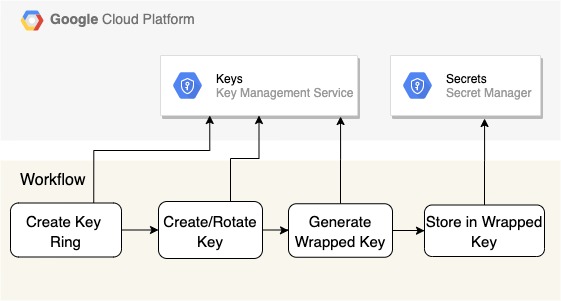 Google Cloud Platform
Keys
Key Management Service
Secrets
Secret Manager
Workflow
Create Key
Ring
Create/Rotate
Key
Generate
Wrapped Key
Store in Wrapped
Key